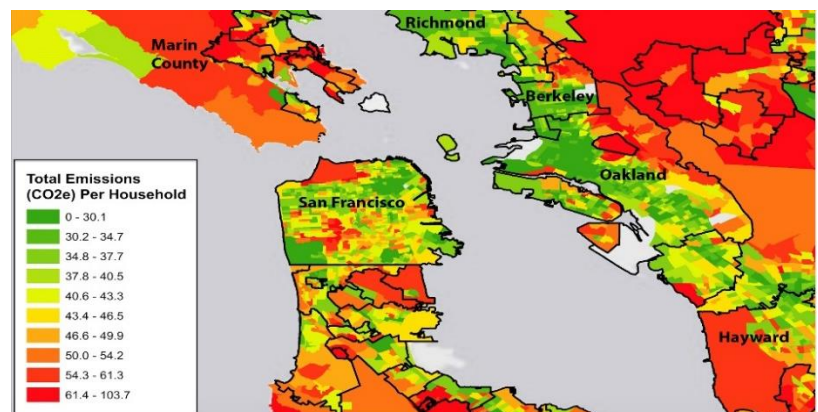 Richmond
Marin
County
Berkeley
Total Emissions
(CO2e) Per Household
0 - 30.1
30.2 - 34.7
34.8 - 37.7
37.8 - 40.5
40.6 - 43.3
43.4 - 46.5
46.6 - 49.9
50.0 - 54.2
54.3 - 61.3
61.4 - 103.7
San Francisco
Oakland
Hayward